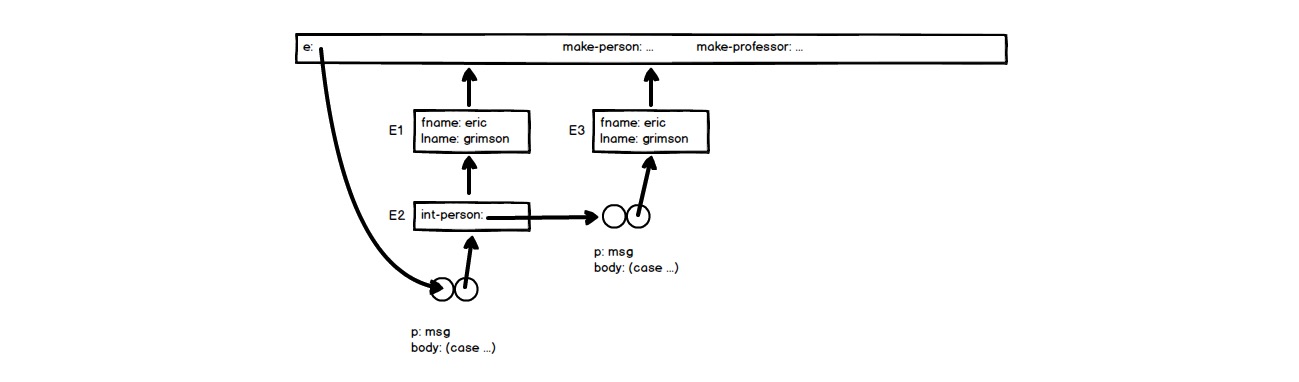 e: make-person: ... make-professor: ...
E1
fname: eric
lname: grimson
E3
fname: eric
lname: grimson
E2
int-person:
p: msg
body: (case ...)
p: msg
body: (case ...)